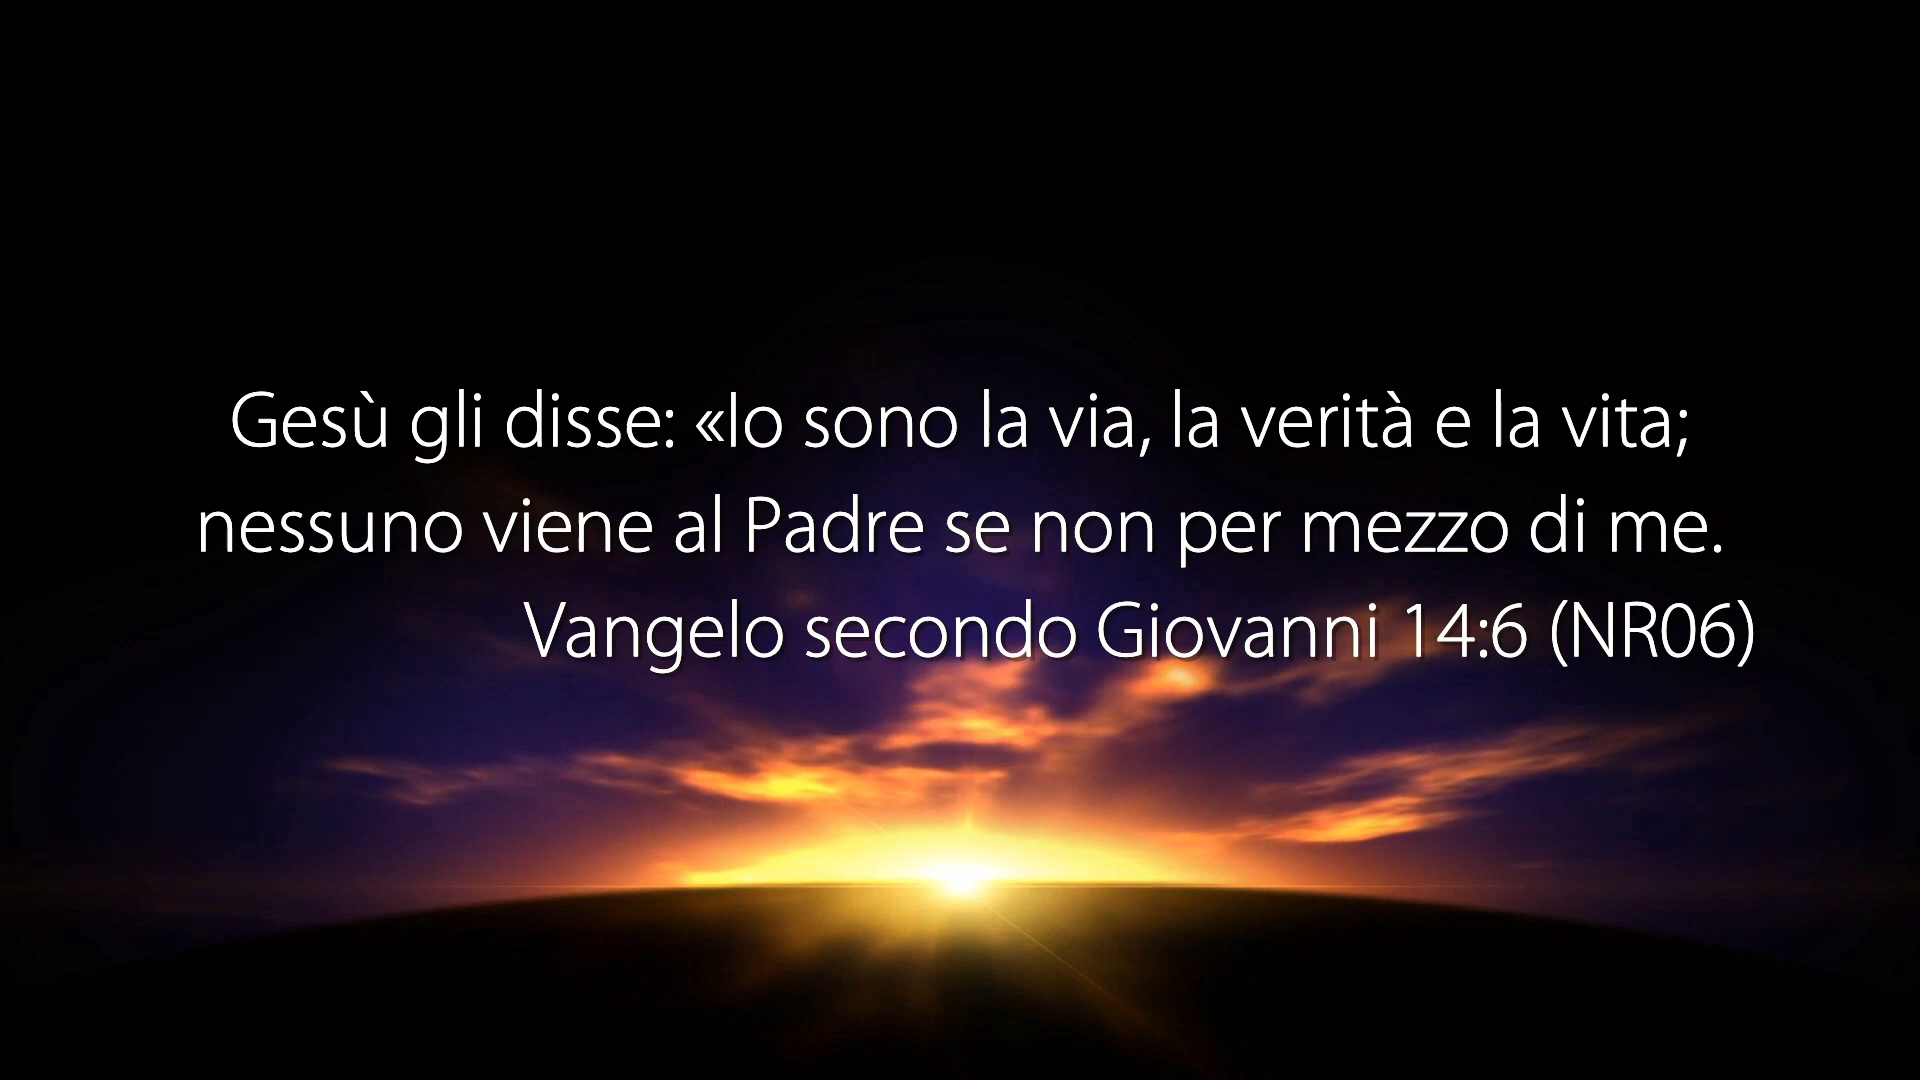 Gesù gli disse: «Io sono la via, la verità e la vita;
nessuno viene al Padre se non per mezzo di me.
Vangelo secondo Giovanni 14:6 (NR06)